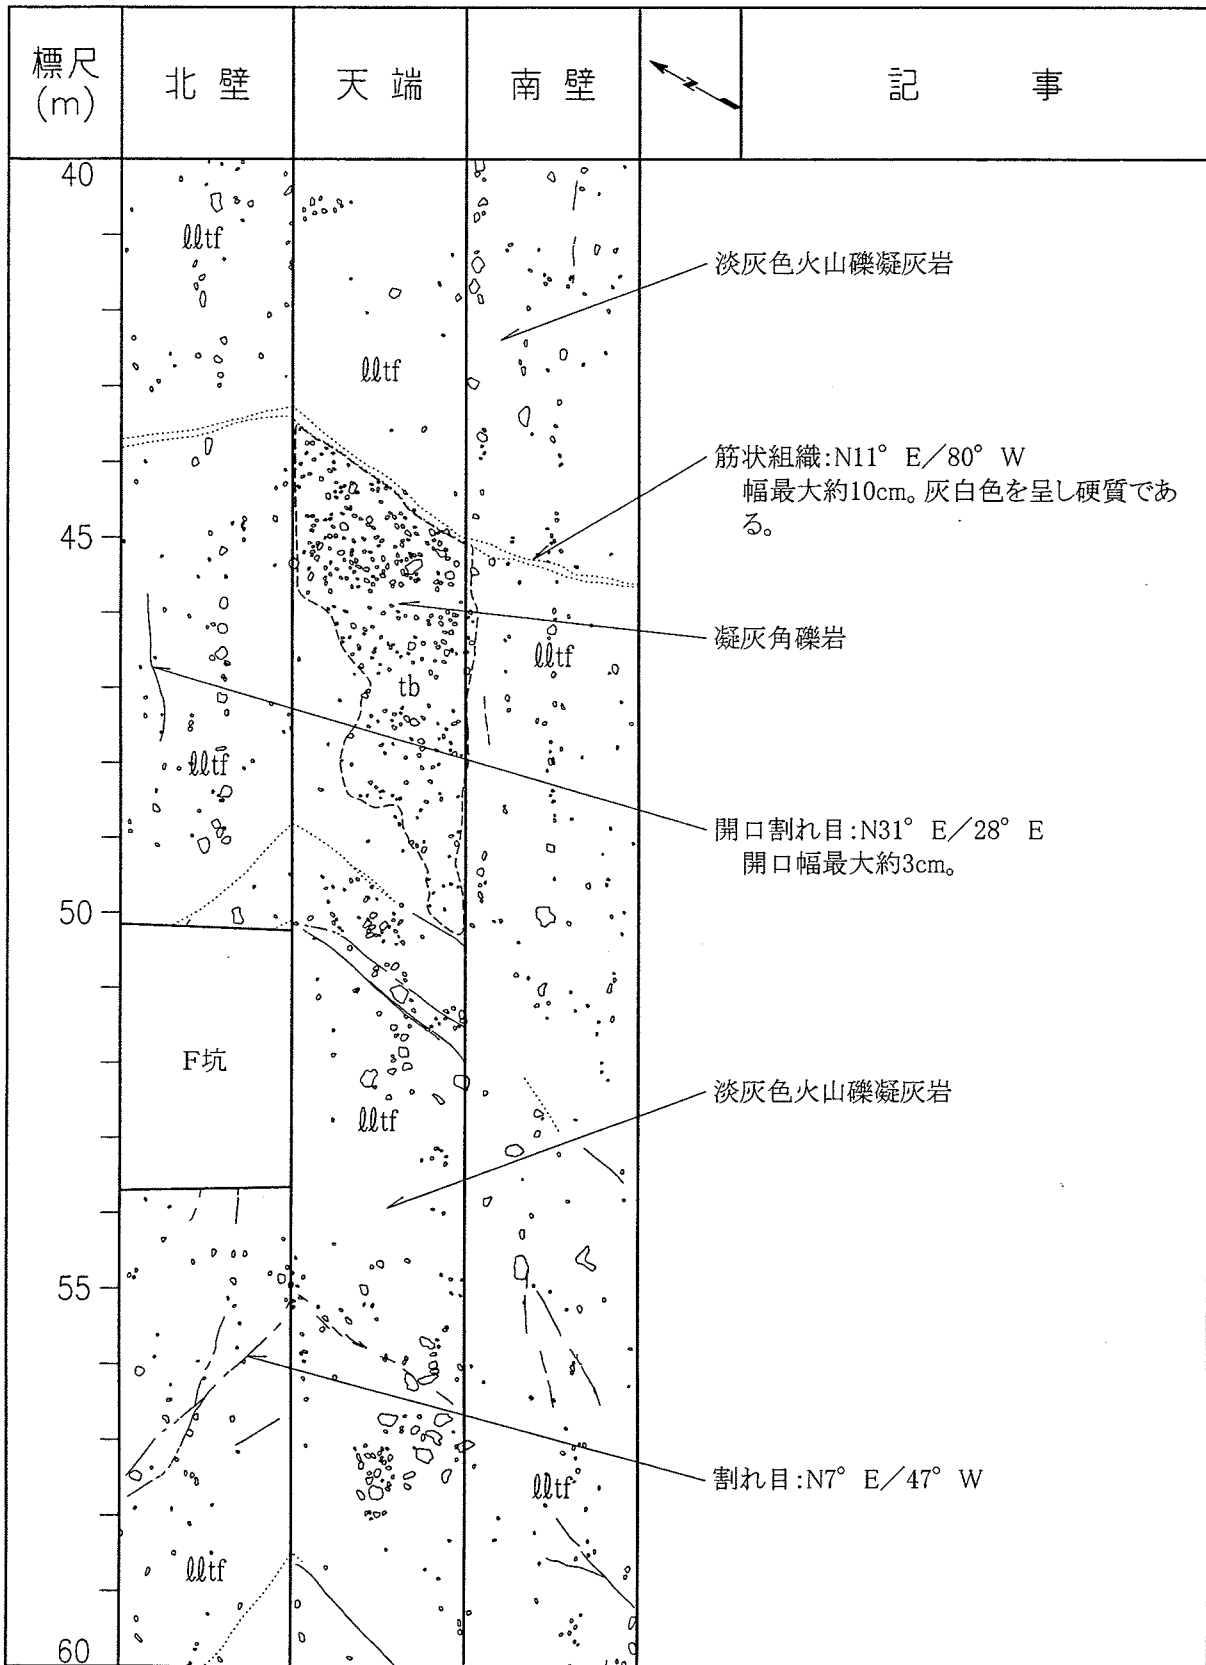 標尺
(m)
北壁
天端
南壁
N
記事
40
ℓℓtf
淡灰色火山礫凝灰岩
ℓℓtf
筋状組織:N11° E/80° W
幅最大約10cm。灰白色を呈し硬質であ
る。
45
凝灰角礫岩
ℓℓtf
tb
ℓℓtf
開口割れ目:N31° E/28° E
開口幅最大約3cm。
50
F坑
淡灰色火山礫凝灰岩
ℓℓtf
55
割れ目:N7° E/47° W
ℓℓtf
ℓℓtf
60